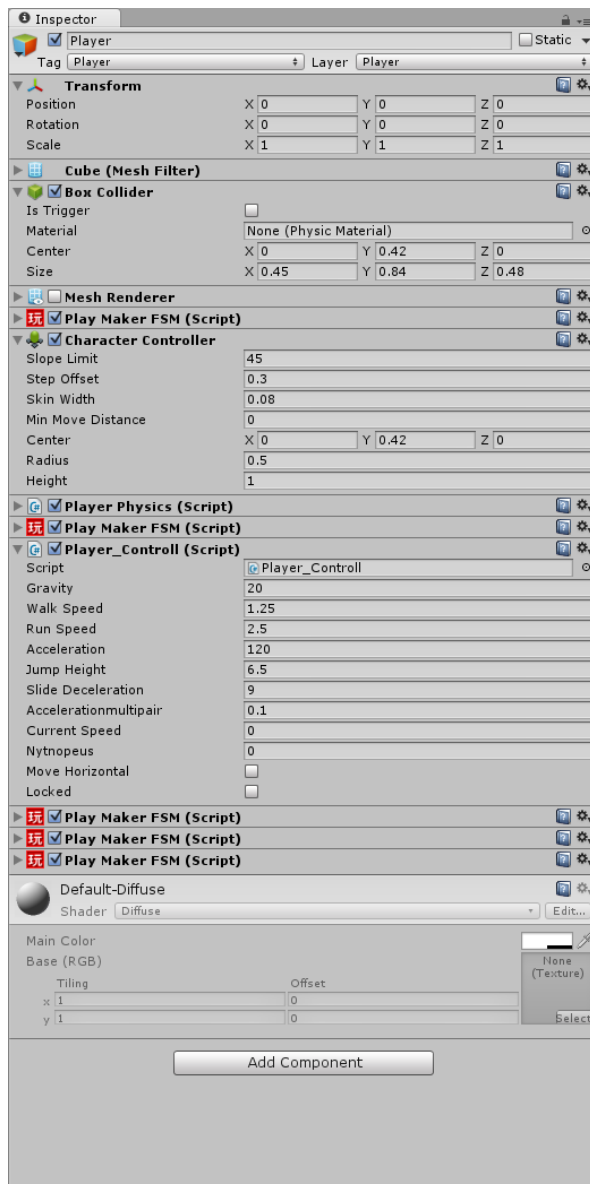 Inspector
Player Static
Tag Player Layer Player
Transform
Position X 0 Y 0 Z 0
Rotation X 0 Y 0 Z 0
Scale X 1 Y 1 Z 1
Cube (Mesh Filter)
Box Collider
Is Trigger
Material None (Physic Material)
Center X 0 Y 0.42 Z 0
Size X 0.45 Y 0.84 Z 0.48
Mesh Renderer
玩 Play Maker FSM (Script)
Character Controller
Slope Limit 45
Step Offset 0.3
Skin Width 0.08
Min Move Distance 0
Center X 0 Y 0.42 Z 0
Radius 0.5
Height 1
Player Physics (Script)
玩 Play Maker FSM (Script)
Player_Controll (Script)
Script Player_Controll
Gravity 20
Walk Speed 1.25
Run Speed 2.5
Acceleration 120
Jump Height 6.5
Slide Deceleration 9
Accelerationmultipair 0.1
Current Speed 0
Nytnopeus 0
Move Horizontal
Locked
玩 Play Maker FSM (Script)
玩 Play Maker FSM (Script)
玩 Play Maker FSM (Script)
Default-Diffuse
Shader Diffuse Edit...
Main Color
Base (RGB) None
(Texture)
Tiling Offset
x 1 0
y 1 0 Select
Add Component